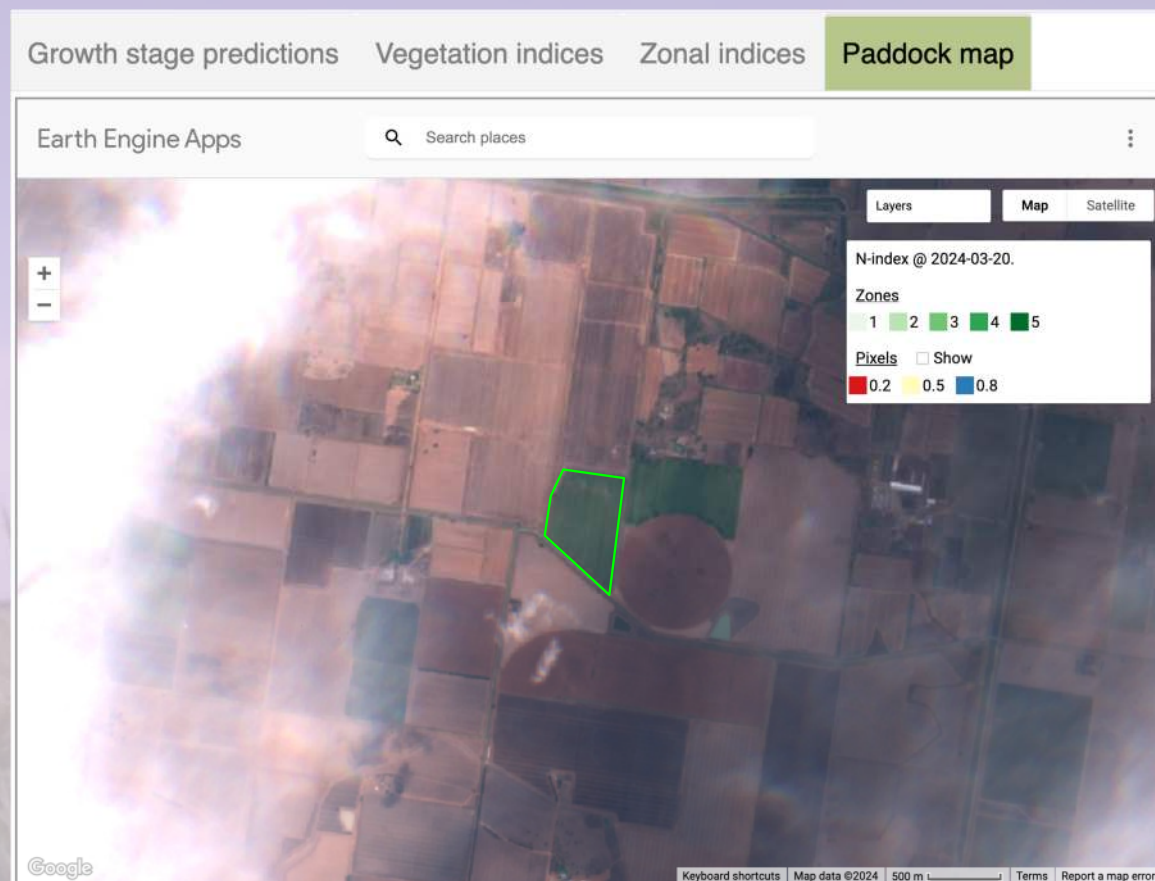 Growth stage predictions Vegetation indices Zonal indices Paddock map
Earth Engine Apps Search places
Layers Map Satellite
N-index @ 2024-03-20.
Zones
1 2 3 4 5
Pixels Show
0.2 0.5 0.8
+
−
Google
Keyboard shortcuts Map data ©2024 500 m Terms Report a map error